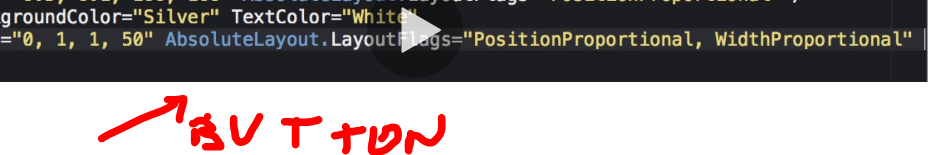 groundColor="Silver" TextColor="White"
="0, 1, 1, 50" AbsoluteLayout.LayoutFlags="PositionProportional, WidthProportional"
BUTTON